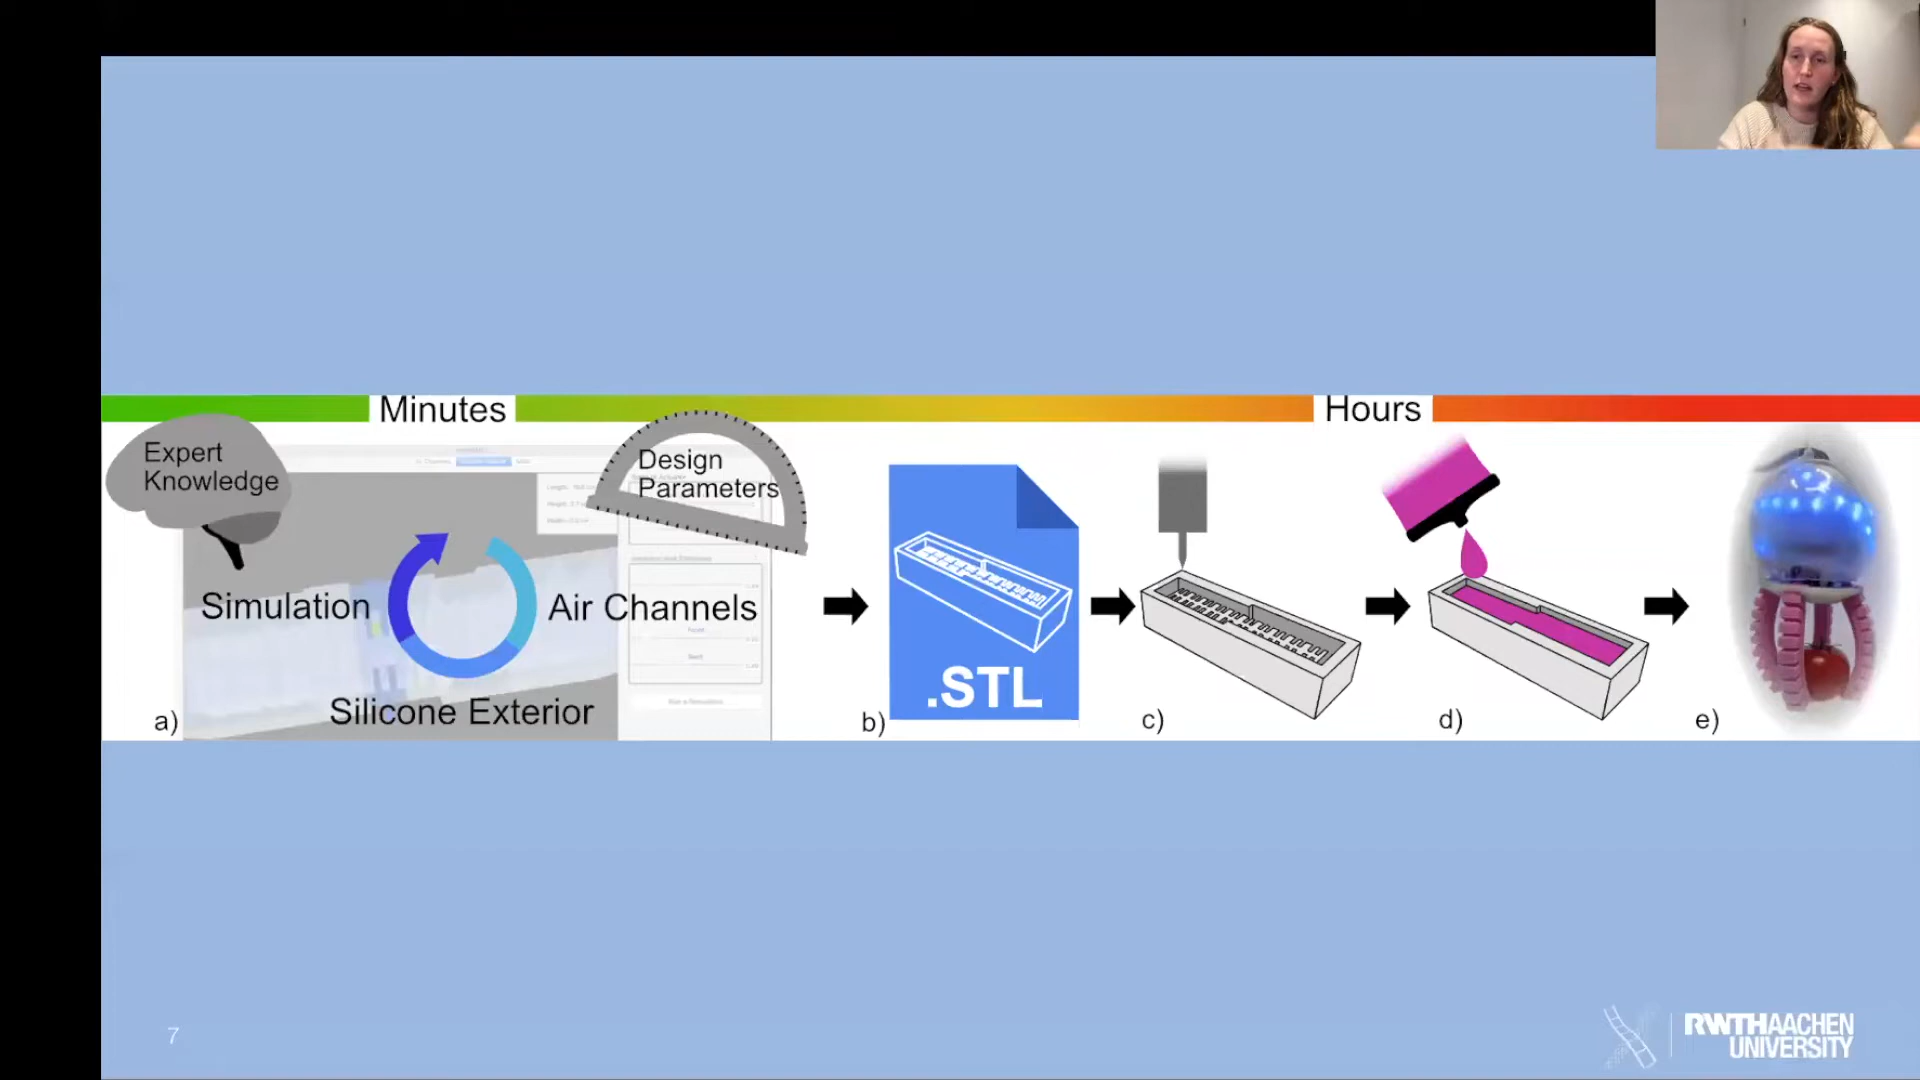 Minutes
Hours
Expert
Knowledge
Design
Parameters
Simulation
Air Channels
Silicone Exterior
.STL
a)
b)
c)
d)
e)
7
RWTHAACHEN
UNIVERSITY